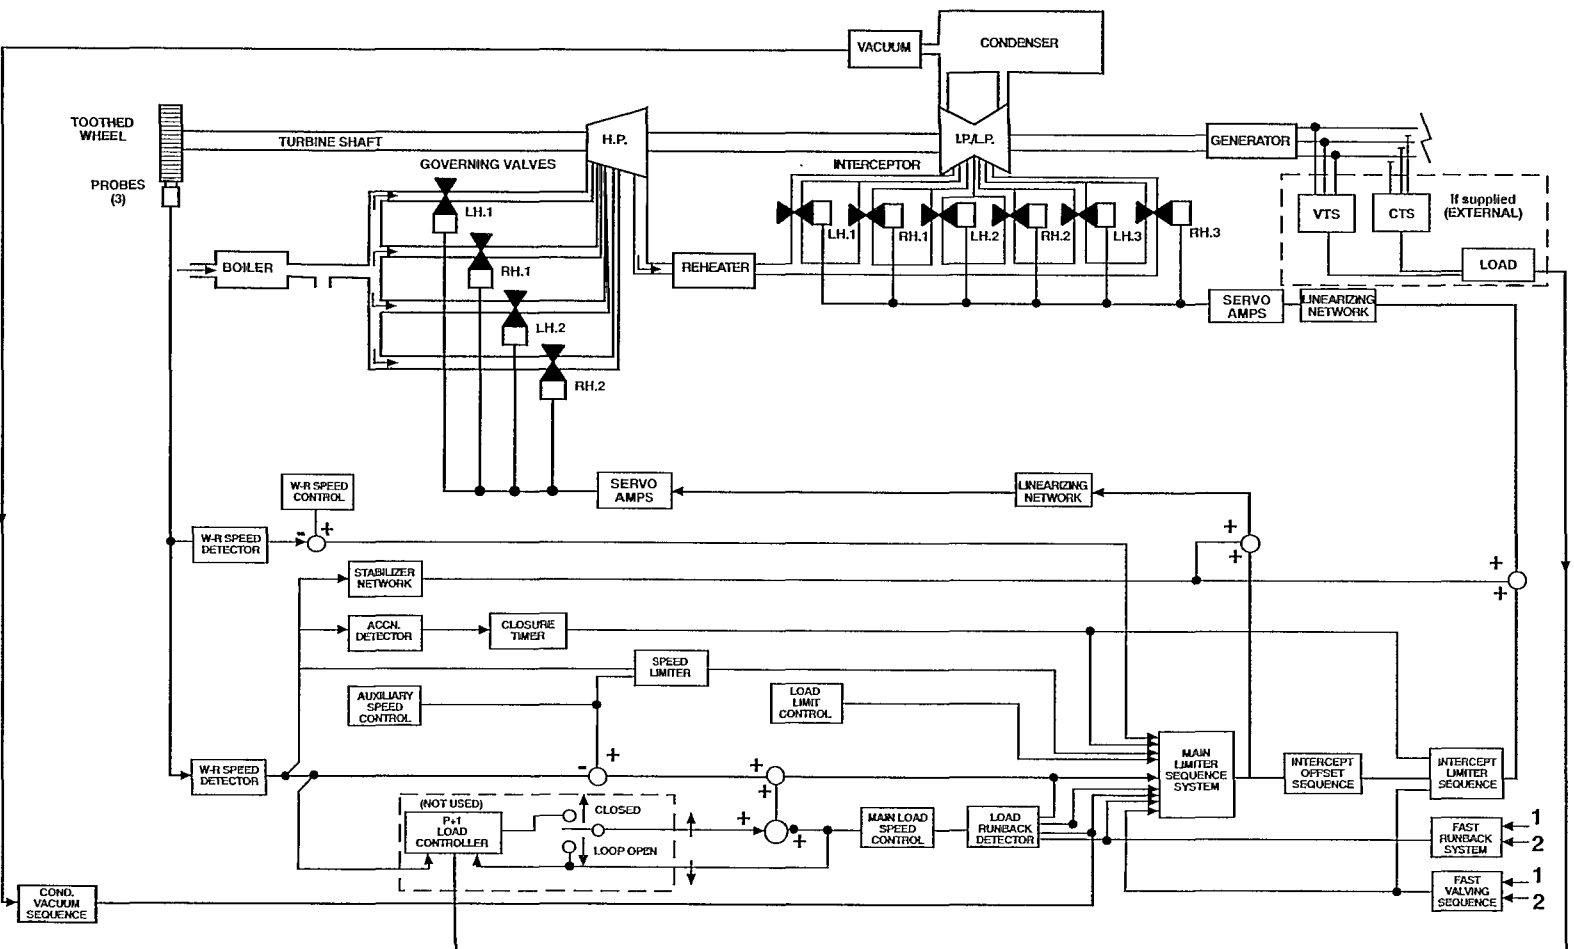 VACUUM
CONDENSER
TOOTHED
WHEEL
TURBINE SHAFT
H.P.
I.P./L.P.
GENERATOR
PROBES
(3)
GOVERNING VALVES
INTERCEPTOR
LH.1
RH.1
LH.2
RH.2
LH.1
RH.1
LH.2
RH.2
LH.3
RH.3
VTS
CTS
If supplied
(EXTERNAL)
LOAD
BOILER
REHEATER
SERVO
AMPS
LINEARIZING
NETWORK
W-R SPEED
CONTROL
SERVO
AMPS
LINEARIZING
NETWORK
- +
+
+
W-R SPEED
DETECTOR
STABILIZER
NETWORK
+
+
ACCN.
DETECTOR
CLOSURE
TIMER
SPEED
LIMITER
AUXILIARY
SPEED
CONTROL
LOAD
LIMIT
CONTROL
W-R SPEED
DETECTOR
- +
+
+
MAIN
LIMITER
SEQUENCE
SYSTEM
INTERCEPT
OFFSET
SEQUENCE
INTERCEPT
LIMITER
SEQUENCE
(NOT USED)
P+1
LOAD
CONTROLLER
CLOSED
LOOP OPEN
+
+
MAIN LOAD
SPEED
CONTROL
LOAD
RUNBACK
DETECTOR
FAST
RUNBACK
SYSTEM
1
2
FAST
VALVING
SEQUENCE
1
2
COND.
VACUUM
SEQUENCE